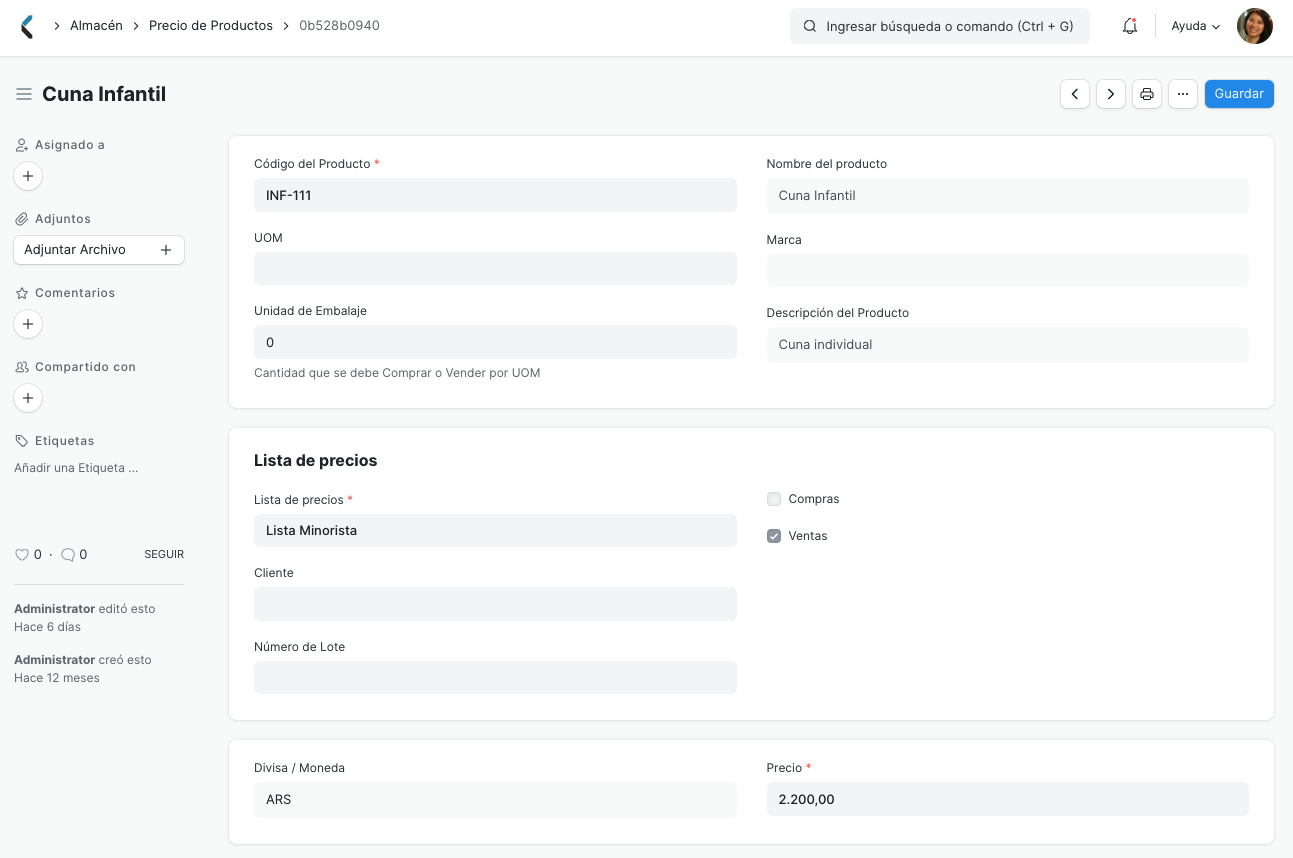 Almacén
Precio de Productos
0b528b0940
Ingresar búsqueda o comando (Ctrl + G)
Ayuda
Cuna Infantil
Guardar
Asignado a
Adjuntos
Adjuntar Archivo
Comentarios
Compartido con
Etiquetas
Añadir una Etiqueta ...
0 · 0
SEGUIR
Administrator editó esto
Hace 6 días
Administrator creó esto
Hace 12 meses
Código del Producto *
INF-111
UOM
Unidad de Embalaje
0
Cantidad que se debe Comprar o Vender por UOM
Nombre del producto
Cuna Infantil
Marca
Descripción del Producto
Cuna individual
Lista de precios
Lista de precios *
Lista Minorista
Cliente
Número de Lote
Compras
Ventas
Divisa / Moneda
ARS
Precio *
2.200,00